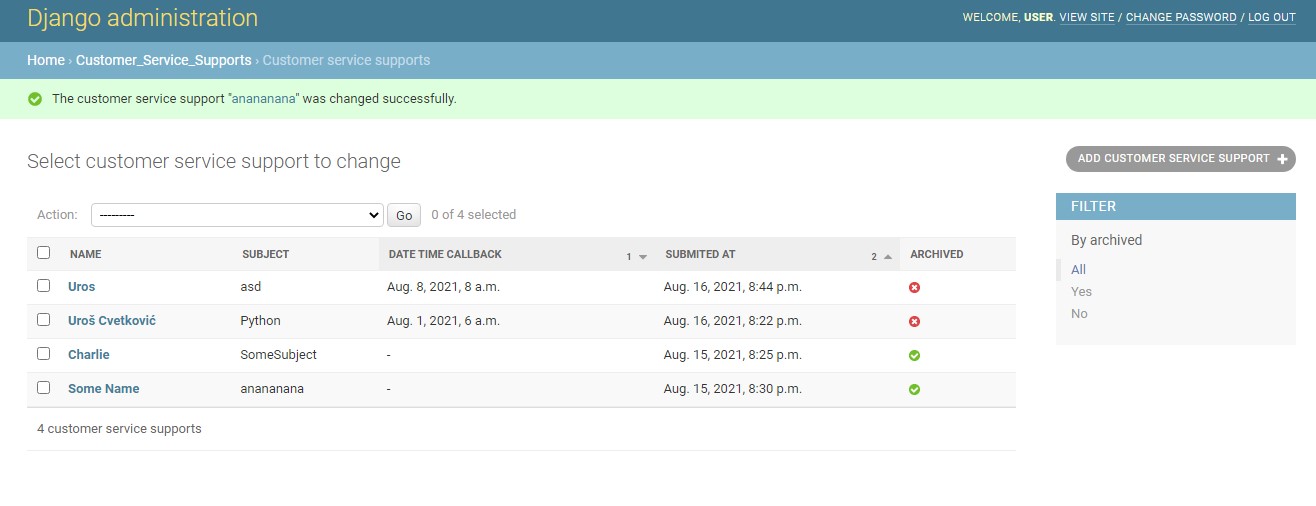 Django administration
WELCOME, USER. VIEW SITE / CHANGE PASSWORD / LOG OUT
Home › Customer_Service_Supports › Customer service supports
The customer service support "anananana" was changed successfully.
Select customer service support to change
ADD CUSTOMER SERVICE SUPPORT +
Action: --------- Go 0 of 4 selected
NAME SUBJECT DATE TIME CALLBACK 1 SUBMITED AT 2 ARCHIVED
Uros asd Aug. 8, 2021, 8 a.m. Aug. 16, 2021, 8:44 p.m.
Uroš Cvetković Python Aug. 1, 2021, 6 a.m. Aug. 16, 2021, 8:22 p.m.
Charlie SomeSubject - Aug. 15, 2021, 8:25 p.m.
Some Name anananana - Aug. 15, 2021, 8:30 p.m.
4 customer service supports
FILTER
By archived
All
Yes
No